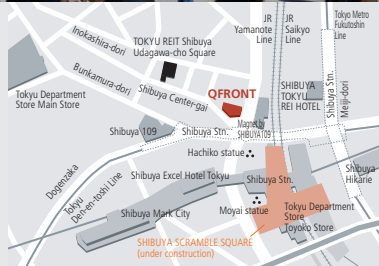 JR
Yamanote
Line
JR
Saikyo
Line
Tokyo Metro
Fukutoshin
Line
Inokashira-dori
TOKYU REIT Shibuya
Udagawa-cho Square
Bunkamura-dori
Shibuya Center-gai
QFRONT
Tokyu Department
Store Main Store
SHIBUYA
TOKYU
REI HOTEL
Shibuya Stn.
Meiji-dori
Magnet by
SHIBUYA109
Shibuya 109
Shibuya Stn.
Hachiko statue
Dogenzaka
Tokyu
Den-en-toshi Line
Shibuya Excel Hotel Tokyu
Shibuya Stn.
Shibuya
Hikarie
Shibuya Mark City
Moyai statue
Tokyu Department
Store
Toyoko Store
SHIBUYA SCRAMBLE SQUARE
(under construction)